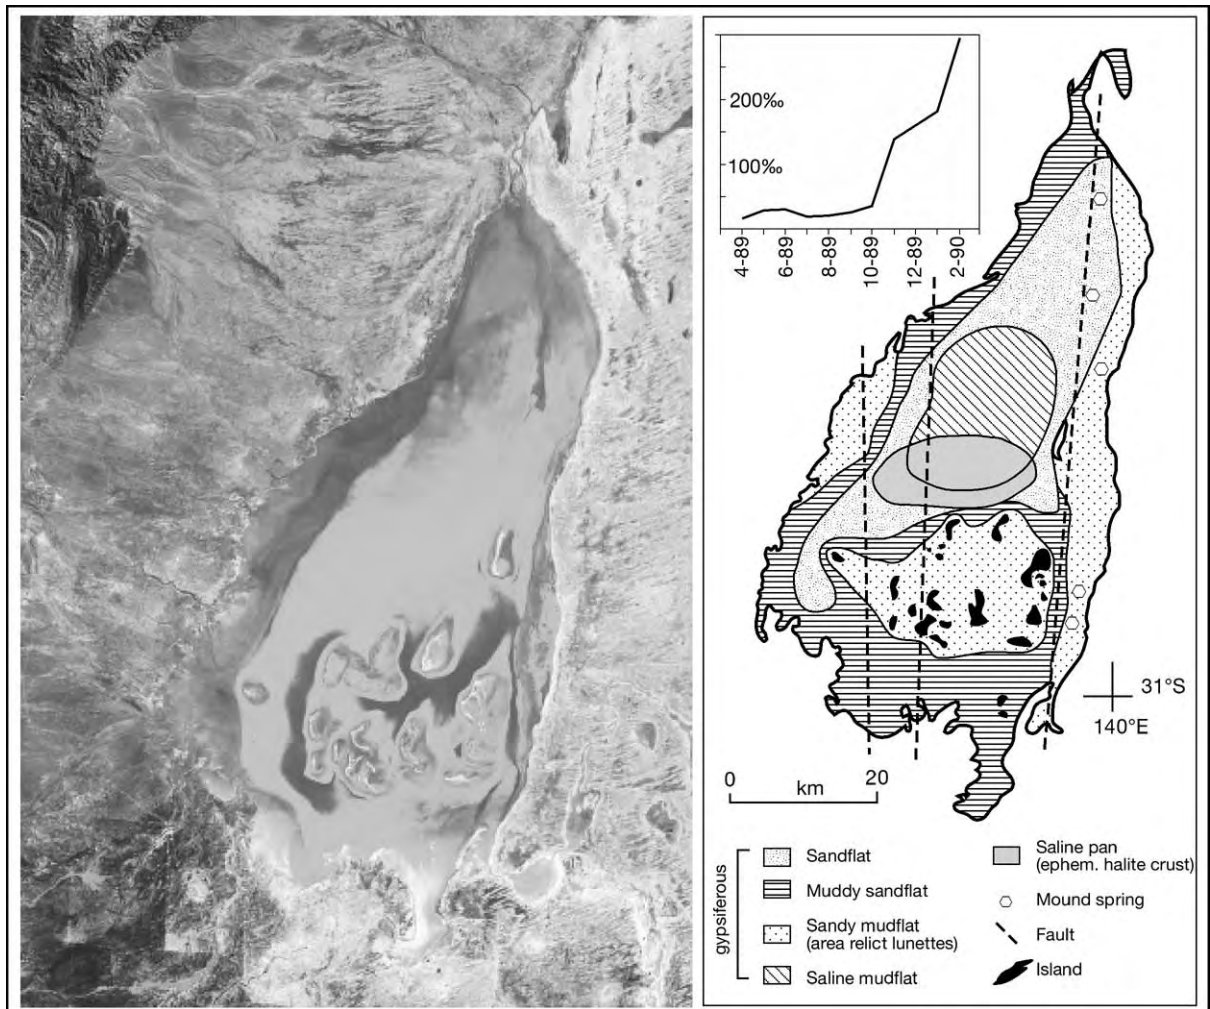 200‰
100‰
4-89
6-89
8-89
10-89
12-89
2-90
31°S
140°E
0
20
km
gypsiferous
Sandflat
Muddy sandflat
Sandy mudflat
(area relict lunettes)
Saline mudflat
Saline pan
(ephem. halite crust)
Mound spring
Fault
Island